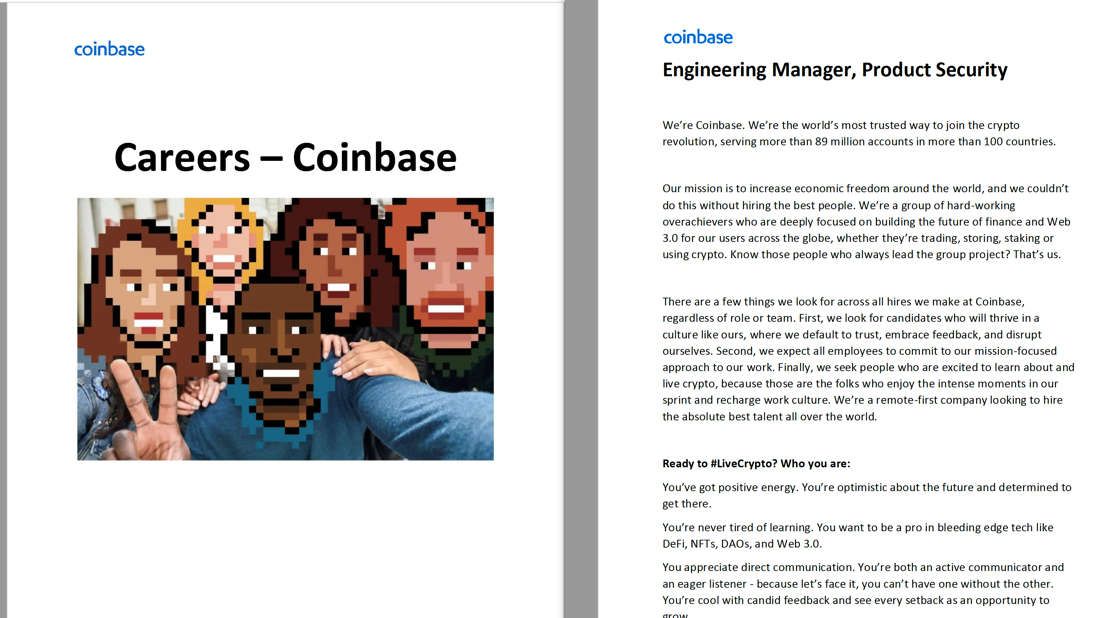 coinbase
Careers – Coinbase
coinbase
Engineering Manager, Product Security
We’re Coinbase. We’re the world’s most trusted way to join the crypto
revolution, serving more than 89 million accounts in more than 100 countries.
Our mission is to increase economic freedom around the world, and we couldn’t
do this without hiring the best people. We’re a group of hard-working
overachievers who are deeply focused on building the future of finance and Web
3.0 for our users across the globe, whether they’re trading, storing, staking or
using crypto. Know those people who always lead the group project? That’s us.
There are a few things we look for across all hires we make at Coinbase,
regardless of role or team. First, we look for candidates who will thrive in a
culture like ours, where we default to trust, embrace feedback, and disrupt
ourselves. Second, we expect all employees to commit to our mission-focused
approach to our work. Finally, we seek people who are excited to learn about and
live crypto, because those are the folks who enjoy the intense moments in our
sprint and recharge work culture. We’re a remote-first company looking to hire
the absolute best talent all over the world.
Ready to #LiveCrypto? Who you are:
You’ve got positive energy. You’re optimistic about the future and determined to
get there.
You’re never tired of learning. You want to be a pro in bleeding edge tech like
DeFi, NFTs, DAOs, and Web 3.0.
You appreciate direct communication. You’re both an active communicator and
an eager listener - because let’s face it, you can’t have one without the other.
You’re cool with candid feedback and see every setback as an opportunity to
grow.